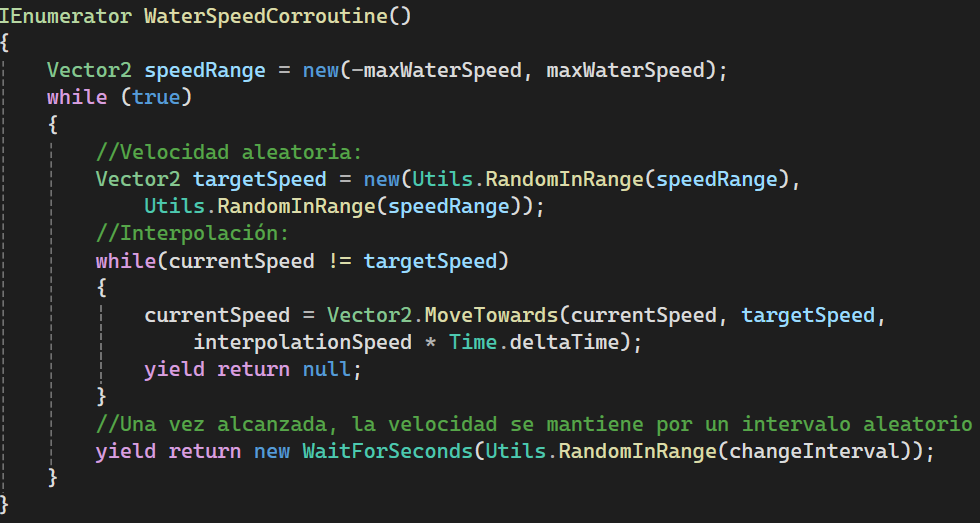 IEnumerator WaterSpeedCorroutine()
{
    Vector2 speedRange = new(-maxWaterSpeed, maxWaterSpeed);
    while (true)
    {
        //Velocidad aleatoria:
        Vector2 targetSpeed = new(Utils.RandomInRange(speedRange),
            Utils.RandomInRange(speedRange));
        //Interpolación:
        while(currentSpeed != targetSpeed)
        {
            currentSpeed = Vector2.MoveTowards(currentSpeed, targetSpeed,
                interpolationSpeed * Time.deltaTime);
            yield return null;
        }
        //Una vez alcanzada, la velocidad se mantiene por un intervalo aleatorio
        yield return new WaitForSeconds(Utils.RandomInRange(changeInterval));
    }
}